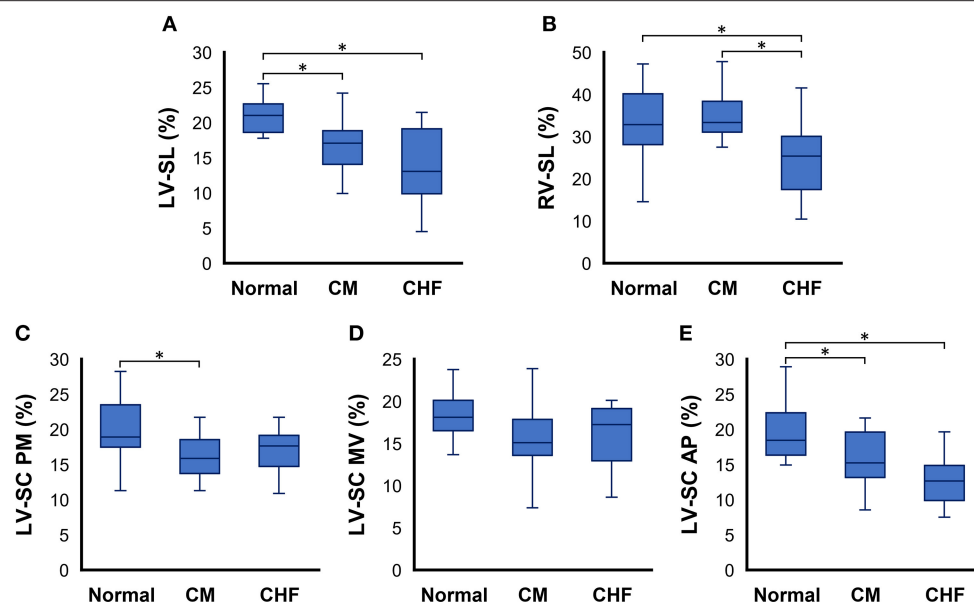 A
LV-SL (%)
30
25
20
15
10
5
0
*
*
Normal CM CHF
B
RV-SL (%)
50
40
30
20
10
0
*
*
Normal CM CHF
C
LV-SC PM (%)
30
25
20
15
10
5
0
*
Normal CM CHF
D
LV-SC MV (%)
25
20
15
10
5
0
Normal CM CHF
E
LV-SC AP (%)
30
25
20
15
10
5
0
*
*
Normal CM CHF